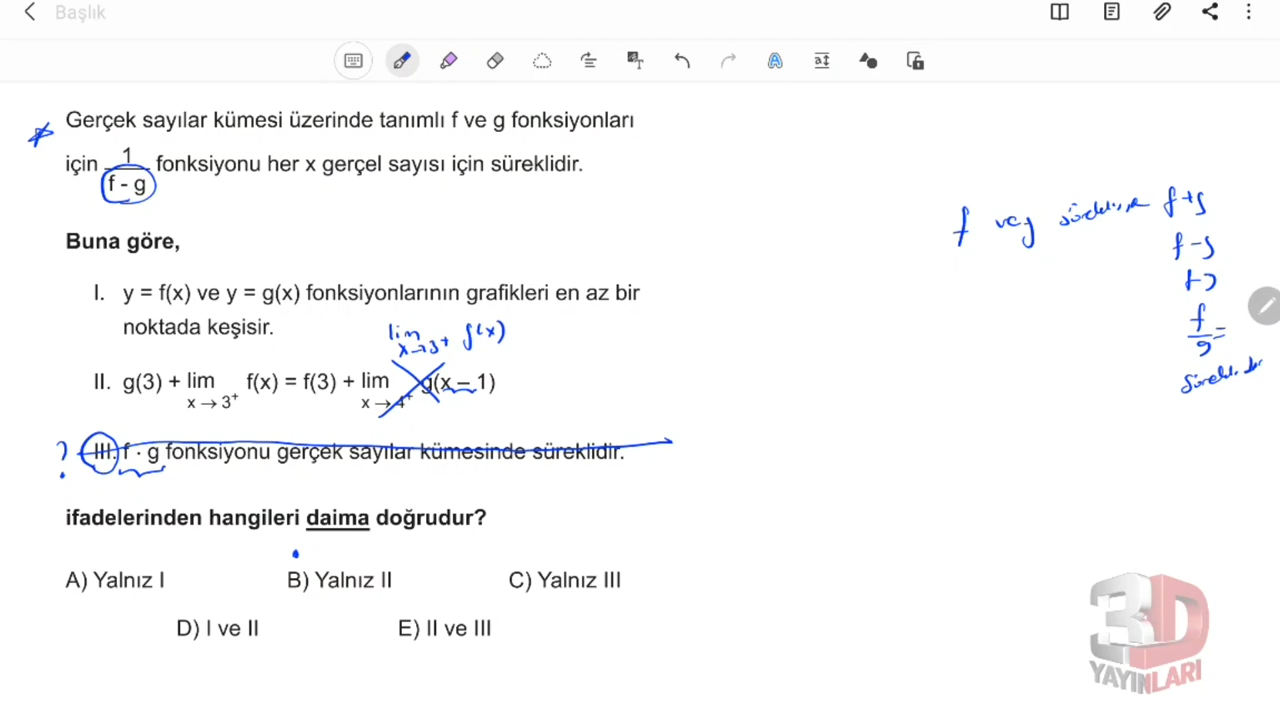 Başlık
Gerçek sayılar kümesi üzerinde tanımlı f ve g fonksiyonları
için 1 / f - g fonksiyonu her x gerçel sayısı için süreklidir.
f ve g sürekli ise f+g
f-g
f/g =
süreklidir
Buna göre,
I. y = f(x) ve y = g(x) fonksiyonlarının grafikleri en az bir
noktada keşisir.
lim x→3⁺ g(x)
II. g(3) + lim x → 3⁺ f(x) = f(3) + lim x → 4⁺ g(x – 1)
? III. f · g fonksiyonu gerçek sayılar kümesinde süreklidir.
ifadelerinden hangileri daima doğrudur?
A) Yalnız I B) Yalnız II C) Yalnız III
D) I ve II E) II ve III
3D
YAYINLARI